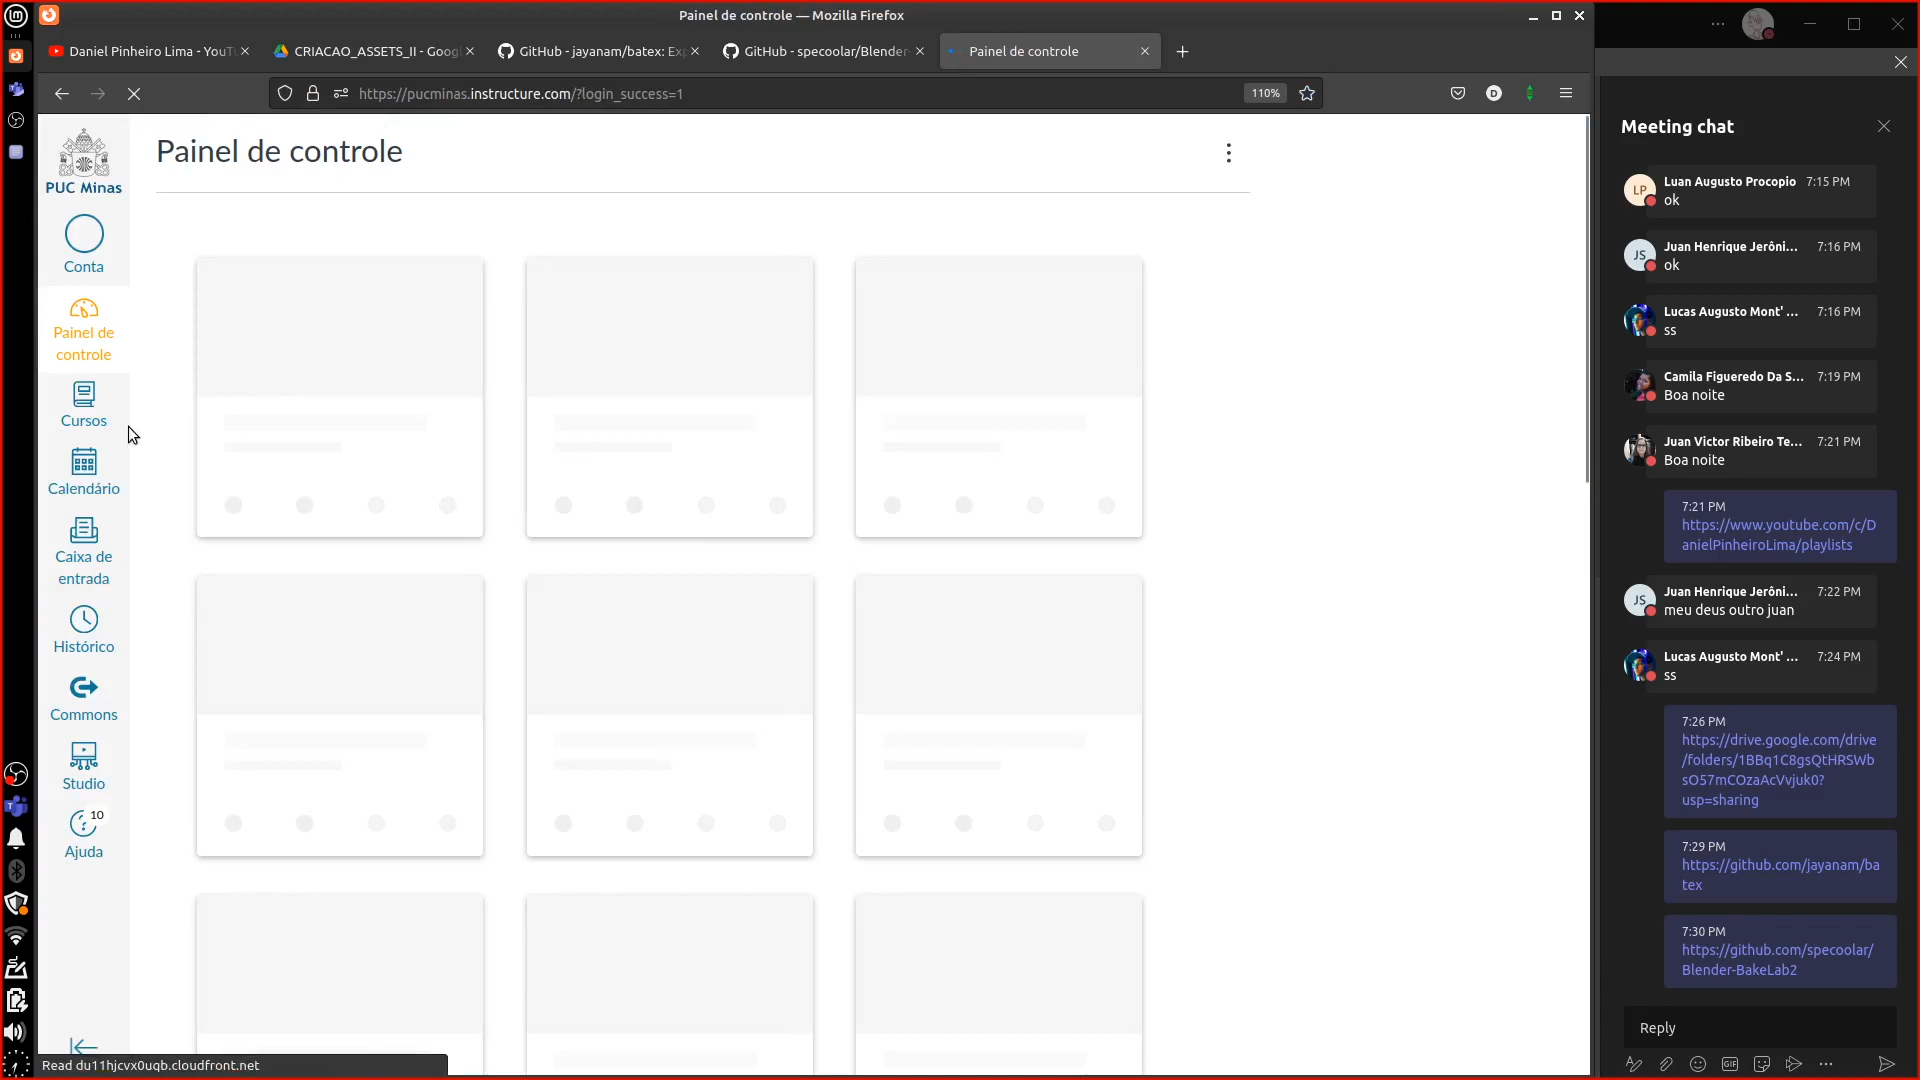 Painel de controle — Mozilla Firefox
Daniel Pinheiro Lima - YouT
CRIACAO_ASSETS_II - Goog
GitHub - jayanam/batex: Ex
GitHub - specoolar/Blender-
Painel de controle
https://pucminas.instructure.com/?login_success=1
110%
D
PUC Minas
Conta
Painel de
controle
Cursos
Calendário
Caixa de
entrada
Histórico
Commons
Studio
10
Ajuda
Painel de controle
Read du11hjcvx0uqb.cloudfront.net
Meeting chat
LP
Luan Augusto Procopio 7:15 PM
ok
JS
Juan Henrique Jerôni... 7:16 PM
ok
Lucas Augusto Mont' ... 7:16 PM
ss
Camila Figueredo Da S... 7:19 PM
Boa noite
Juan Victor Ribeiro Te... 7:21 PM
Boa noite
7:21 PM
https://www.youtube.com/c/D
anielPinheiroLima/playlists
JS
Juan Henrique Jerôni... 7:22 PM
meu deus outro juan
Lucas Augusto Mont' ... 7:24 PM
ss
7:26 PM
https://drive.google.com/drive
/folders/1BBq1C8gsQtHRSWb
sO57mCOzaAcVvjuk0?
usp=sharing
7:29 PM
https://github.com/jayanam/ba
tex
7:30 PM
https://github.com/specoolar/
Blender-BakeLab2
Reply
GIF